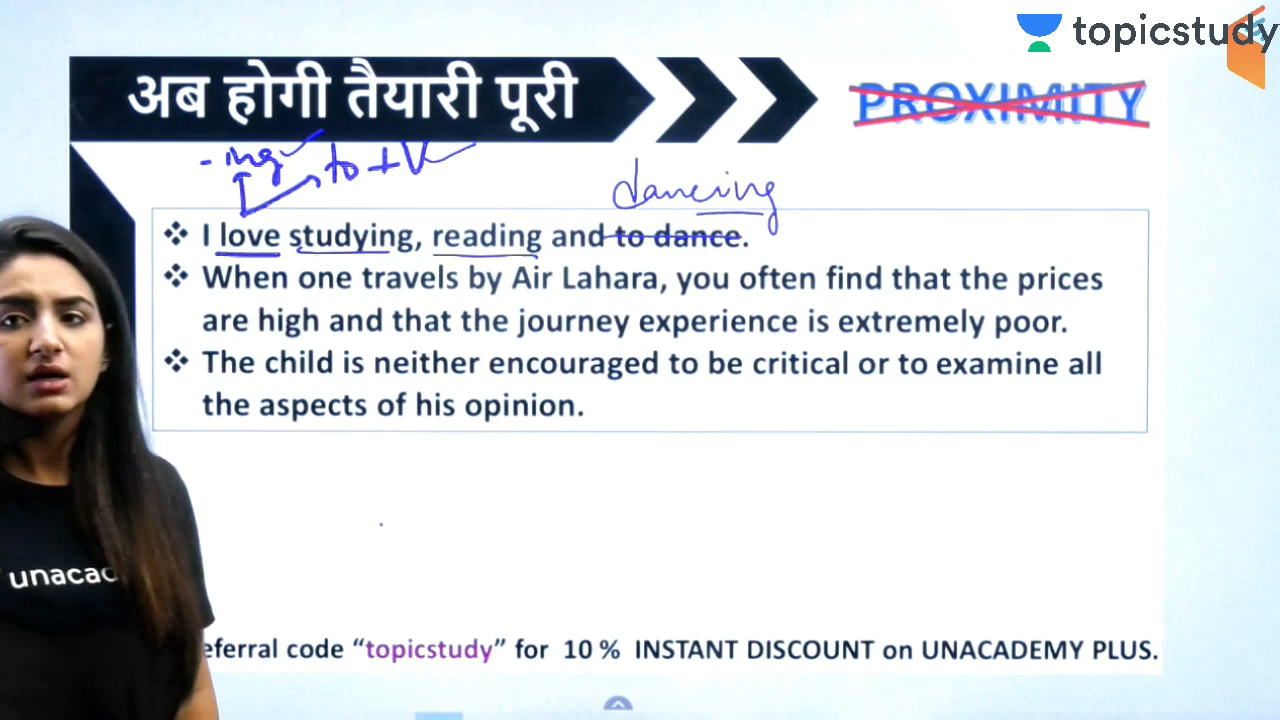 topicstudy
अब होगी तैयारी पूरी
PROXIMITY
-ing to + V
dancing
❖ I love studying, reading and to dance.
❖ When one travels by Air Lahara, you often find that the prices
are high and that the journey experience is extremely poor.
❖ The child is neither encouraged to be critical or to examine all
the aspects of his opinion.
unacad
eferral code “topicstudy” for 10 % INSTANT DISCOUNT on UNACADEMY PLUS.